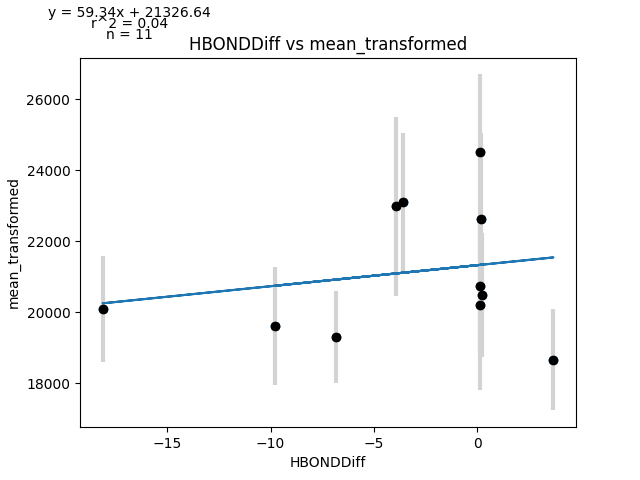 y = 59.34x + 21326.64
r^2 = 0.04
n = 11
HBONDDiff vs mean_transformed
mean_transformed
26000
24000
22000
20000
18000
−15
−10
−5
0
HBONDDiff